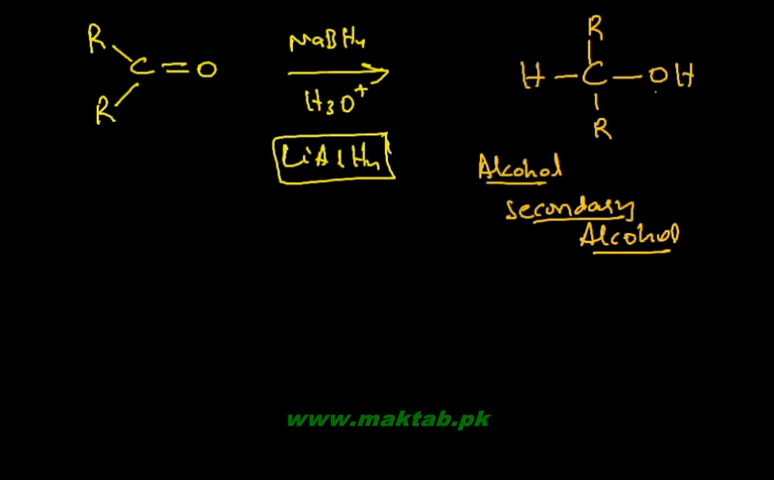 R
C=O
R
NaBH4
H3O+
LiAlH4
R
H-C-OH
R
Alcohol
secondary
Alcohol
www.maktab.pk